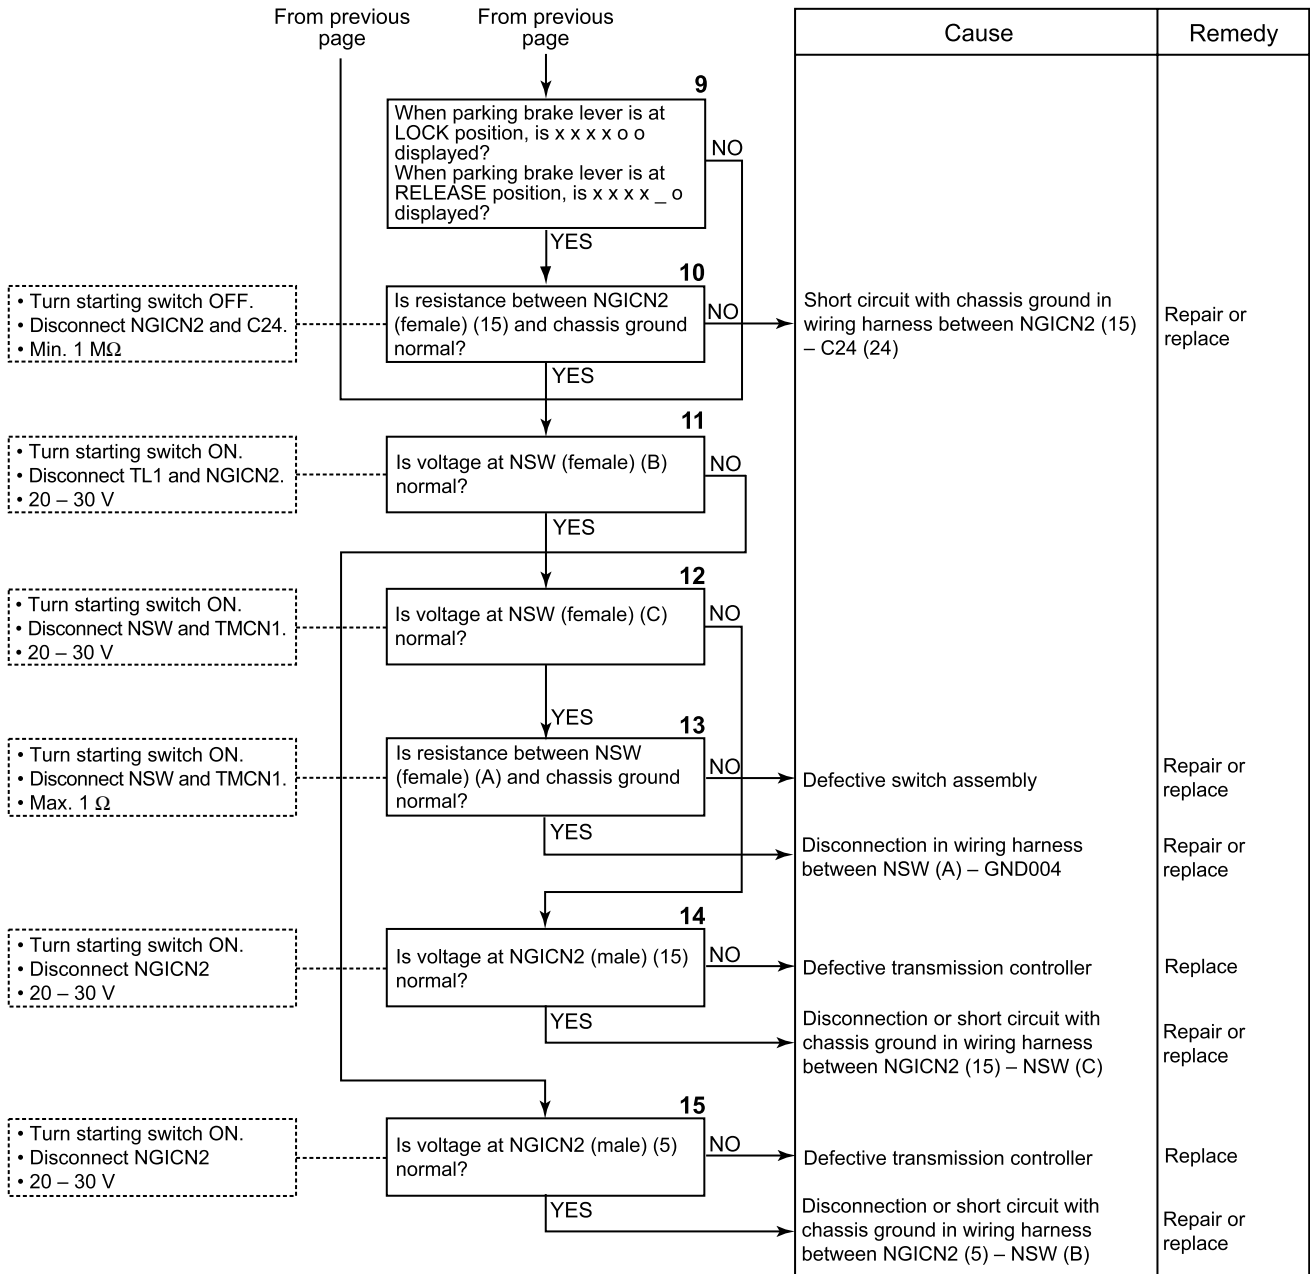 From previous
page
From previous
page
Cause
Remedy
9
When parking brake lever is at
LOCK position, is x x x x o o
displayed?
When parking brake lever is at
RELEASE position, is x x x x _ o
displayed?
NO
YES
10
• Turn starting switch OFF.
• Disconnect NGICN2 and C24.
• Min. 1 MΩ
Is resistance between NGICN2
(female) (15) and chassis ground
normal?
NO
Short circuit with chassis ground in
wiring harness between NGICN2 (15)
– C24 (24)
Repair or
replace
YES
11
• Turn starting switch ON.
• Disconnect TL1 and NGICN2.
• 20 – 30 V
Is voltage at NSW (female) (B)
normal?
NO
YES
12
• Turn starting switch ON.
• Disconnect NSW and TMCN1.
• 20 – 30 V
Is voltage at NSW (female) (C)
normal?
NO
YES
13
• Turn starting switch ON.
• Disconnect NSW and TMCN1.
• Max. 1 Ω
Is resistance between NSW
(female) (A) and chassis ground
normal?
NO
Defective switch assembly
Repair or
replace
YES
Disconnection in wiring harness
between NSW (A) – GND004
Repair or
replace
14
• Turn starting switch ON.
• Disconnect NGICN2
• 20 – 30 V
Is voltage at NGICN2 (male) (15)
normal?
NO
Defective transmission controller
Replace
YES
Disconnection or short circuit with
chassis ground in wiring harness
between NGICN2 (15) – NSW (C)
Repair or
replace
15
• Turn starting switch ON.
• Disconnect NGICN2
• 20 – 30 V
Is voltage at NGICN2 (male) (5)
normal?
NO
Defective transmission controller
Replace
YES
Disconnection or short circuit with
chassis ground in wiring harness
between NGICN2 (5) – NSW (B)
Repair or
replace